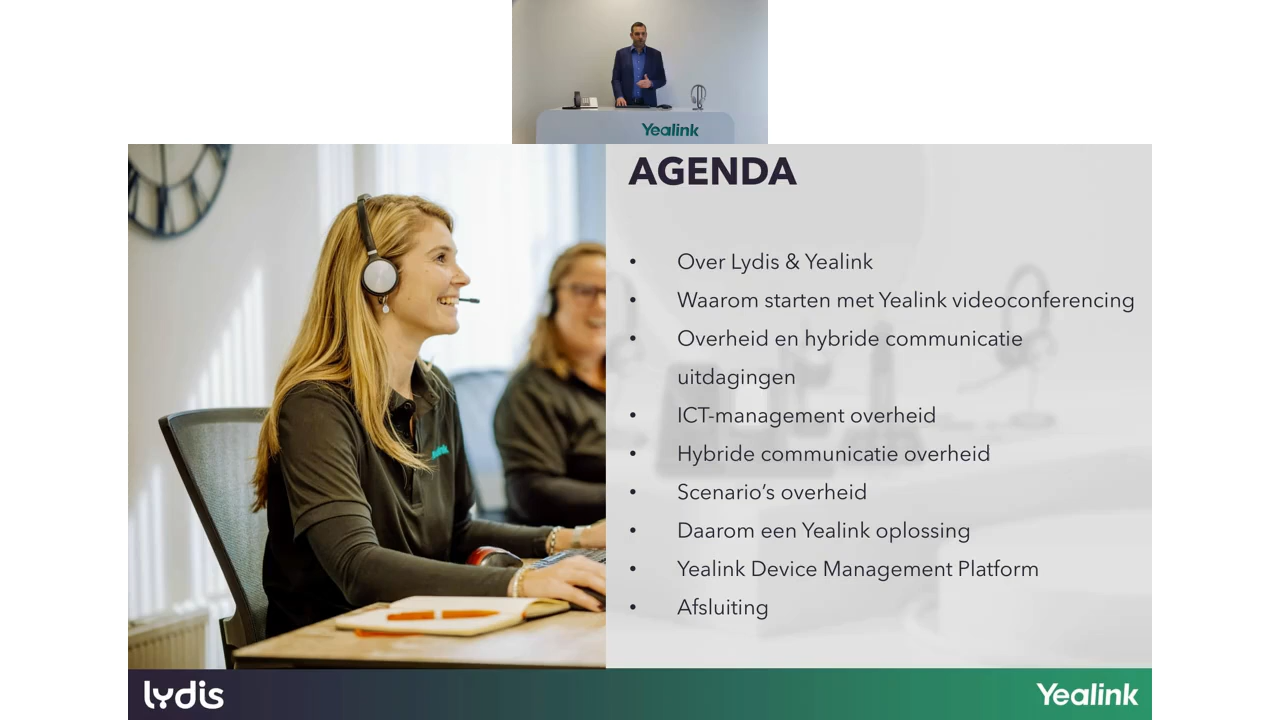 Yealink
AGENDA
• Over Lydis & Yealink
• Waarom starten met Yealink videoconferencing
• Overheid en hybride communicatie
uitdagingen
• ICT-management overheid
• Hybride communicatie overheid
• Scenario's overheid
• Daarom een Yealink oplossing
• Yealink Device Management Platform
• Afsluiting
lydis
Yealink